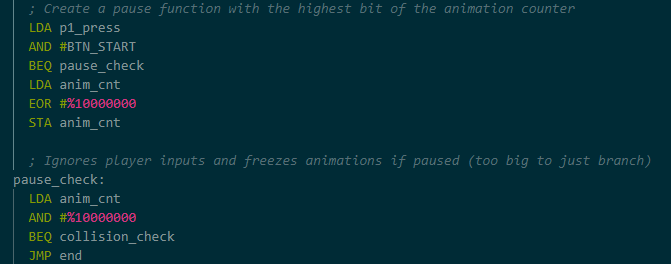 ; Create a pause function with the highest bit of the animation counter
LDA p1_press
AND #BTN_START
BEQ pause_check
LDA anim_cnt
EOR #%10000000
STA anim_cnt
; Ignores player inputs and freezes animations if paused (too big to just branch)
pause_check:
LDA anim_cnt
AND #%10000000
BEQ collision_check
JMP end